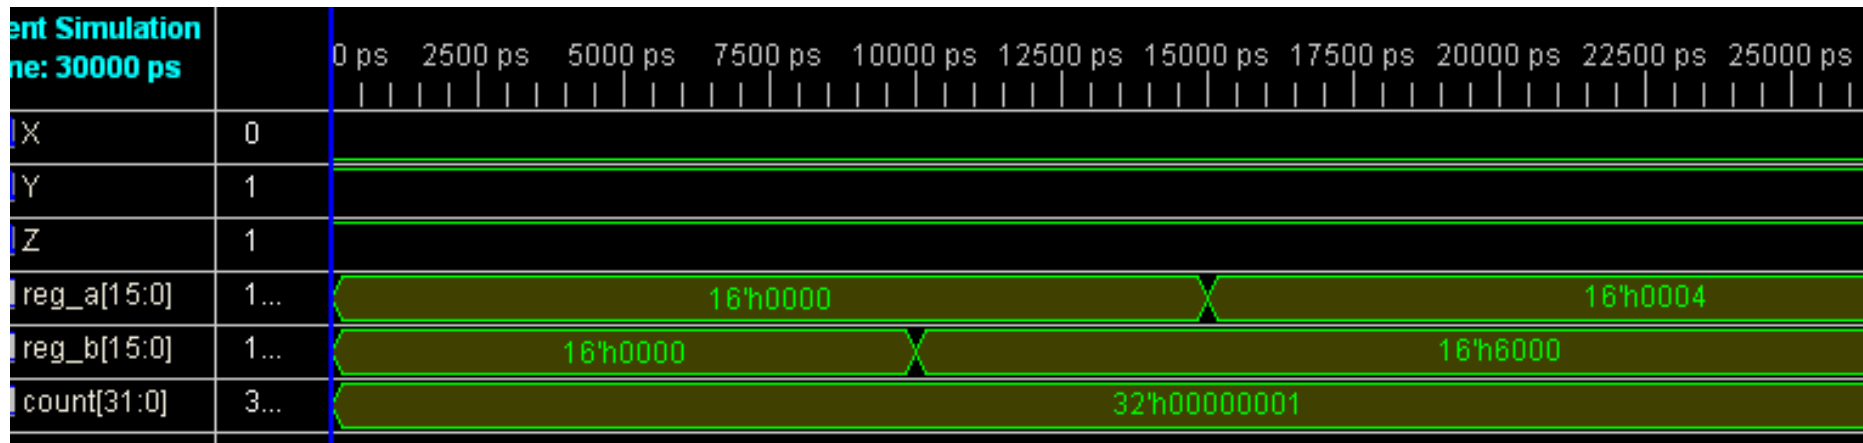 ent Simulation
ne: 30000 ps
0 ps 2500 ps 5000 ps 7500 ps 10000 ps 12500 ps 15000 ps 17500 ps 20000 ps 22500 ps 25000 ps
X 0
Y 1
Z 1
reg_a[15:0] 1... 16'h0000 16'h0004
reg_b[15:0] 1... 16'h0000 16'h6000
count[31:0] 3... 32'h00000001